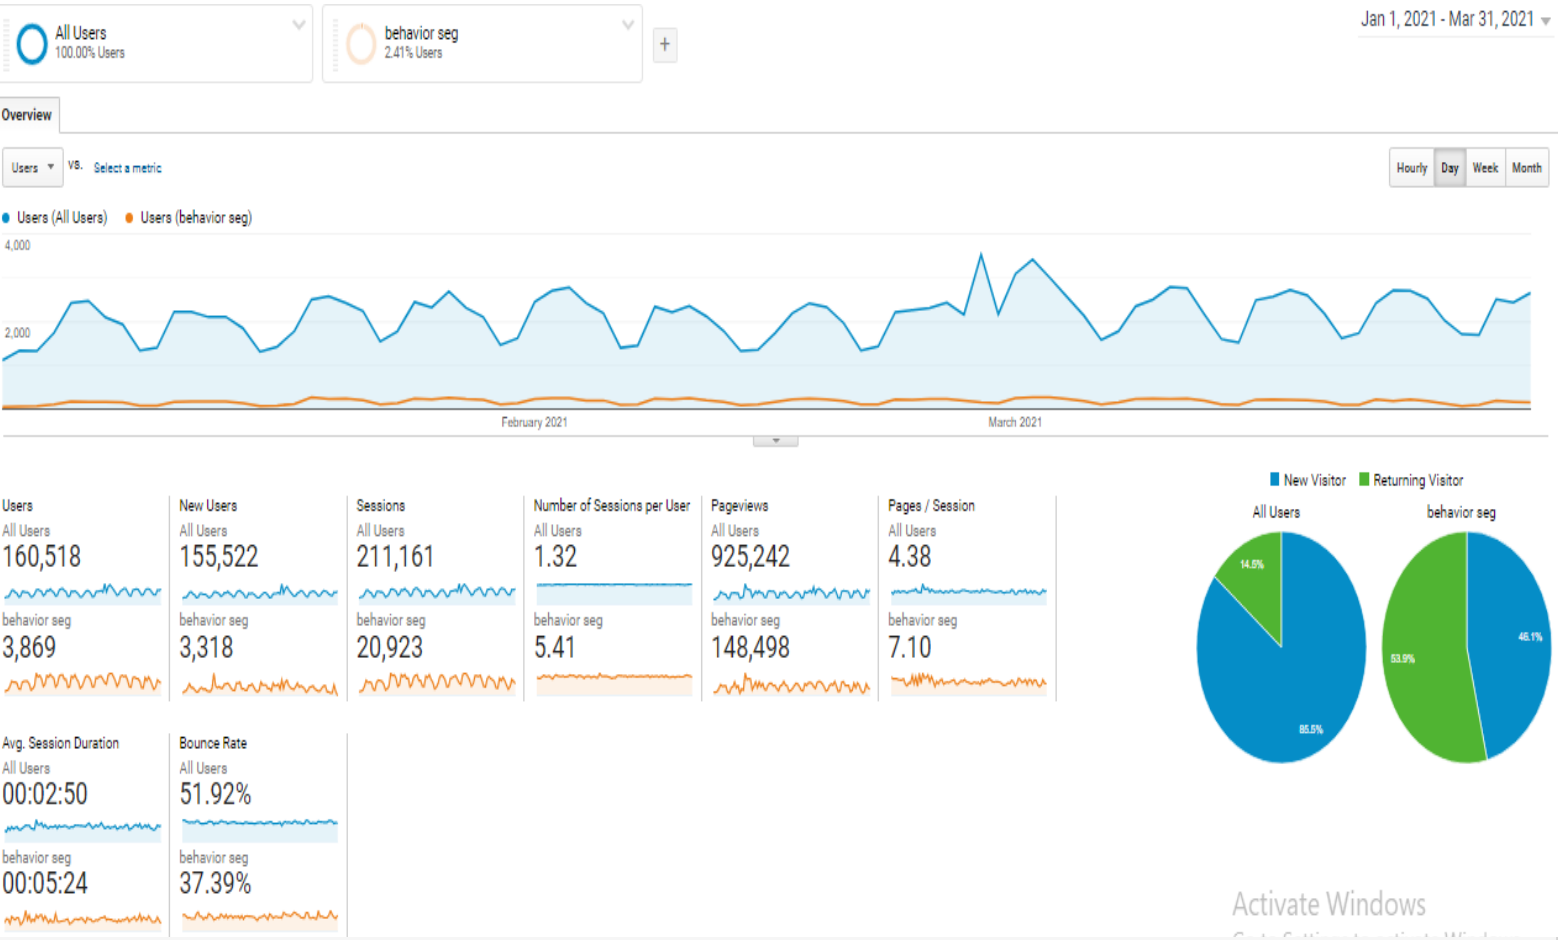 All Users
100.00% Users
behavior seg
2.41% Users
+
Jan 1, 2021 - Mar 31, 2021
Overview
Users
VS.
Select a metric
Hourly
Day
Week
Month
Users (All Users)
Users (behavior seg)
4,000
2,000
February 2021
March 2021
Users
All Users
160,518
behavior seg
3,869
New Users
All Users
155,522
behavior seg
3,318
Sessions
All Users
211,161
behavior seg
20,923
Number of Sessions per User
All Users
1.32
behavior seg
5.41
Pageviews
All Users
925,242
behavior seg
148,498
Pages / Session
All Users
4.38
behavior seg
7.10
Avg. Session Duration
All Users
00:02:50
behavior seg
00:05:24
Bounce Rate
All Users
51.92%
behavior seg
37.39%
New Visitor
Returning Visitor
All Users
14.5%
85.5%
behavior seg
46.1%
53.9%
Activate Windows